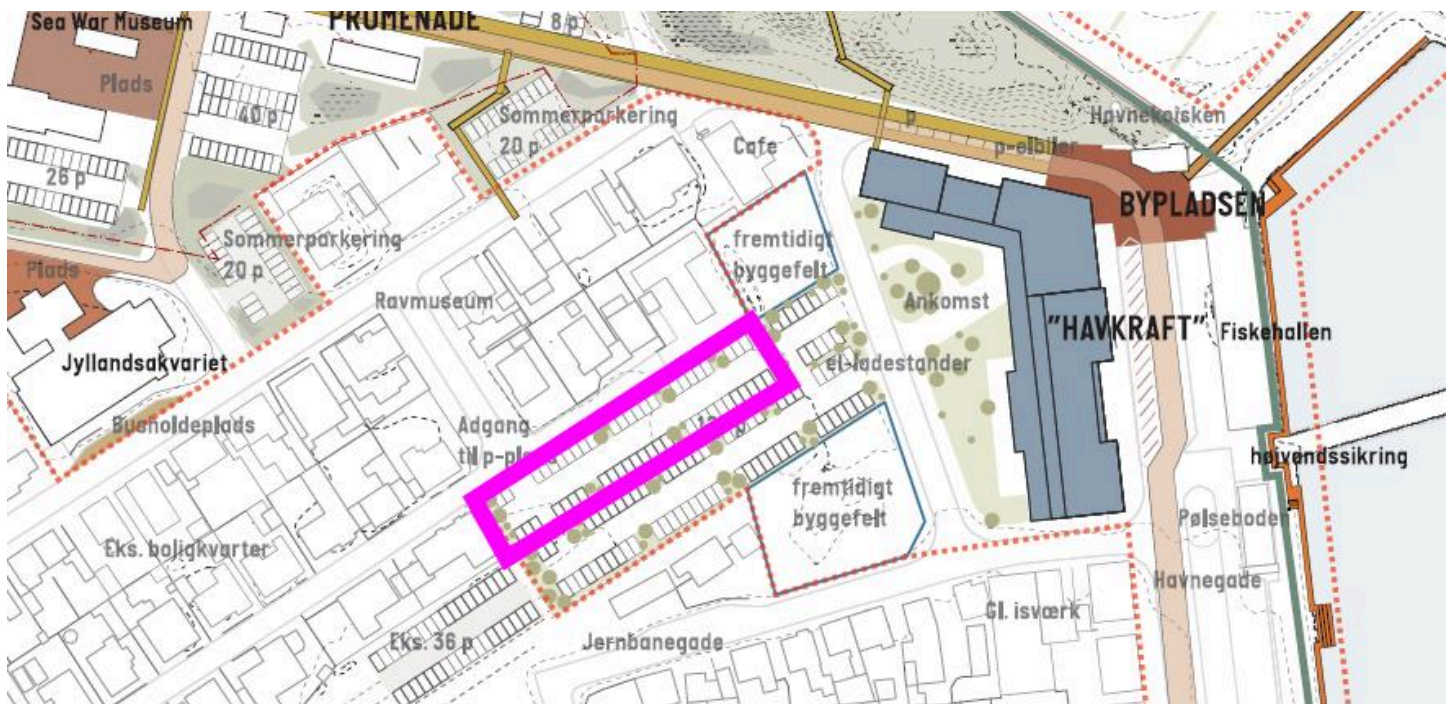 Sea War Museum
PROMENADE
8 p
Plads
40 p
Sommerparkering
20 p
Cafe
p
p-elbiler
Havnekiosken
26 p
BYPLADSEN
Sommerparkering
20 p
Plads
fremtidigt
byggefelt
Ravmuseum
Ankomst
"HAVKRAFT"
Fiskehallen
Jyllandsakvariet
el-ladestander
Busholdeplads
Adgang
højvandssikring
fremtidigt
byggefelt
Pølseboder
Eks. boligkvarter
Havnegade
Gl. isværk
Eks. 36 p
Jernbanegade